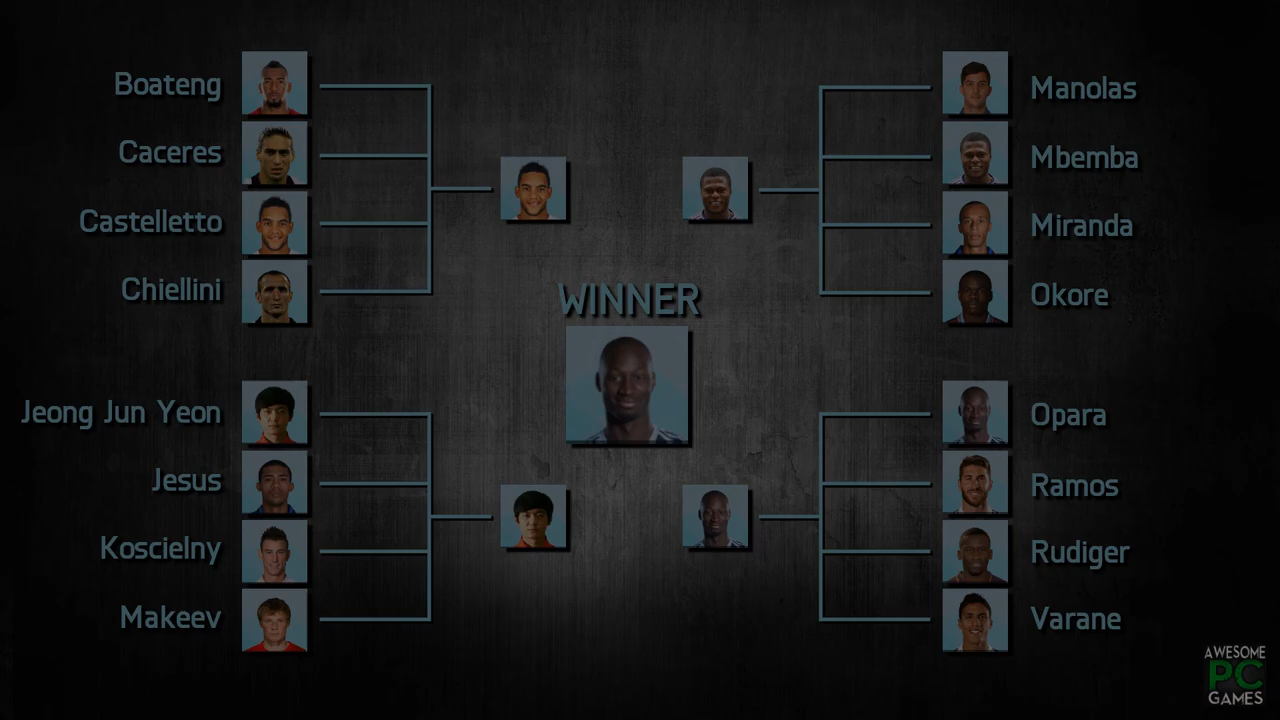 Boateng
Caceres
Castelletto
Chiellini
Jeong Jun Yeon
Jesus
Koscielny
Makeev
WINNER
Manolas
Mbemba
Miranda
Okore
Opara
Ramos
Rudiger
Varane
AWESOME
PC
GAMES